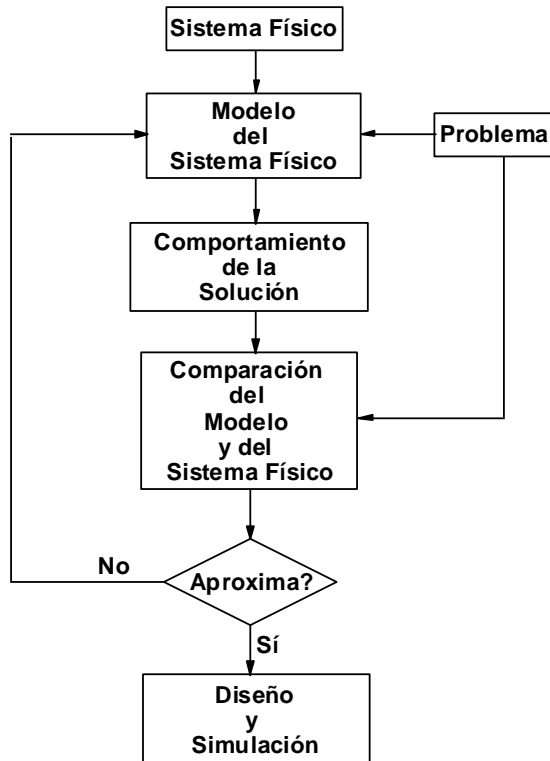 Sistema Físico
Modelo
del
Sistema Físico
Problema
Comportamiento
de la
Solución
Comparación
del
Modelo
y del
Sistema Físico
No
Aproxima?
Sí
Diseño
y
Simulación